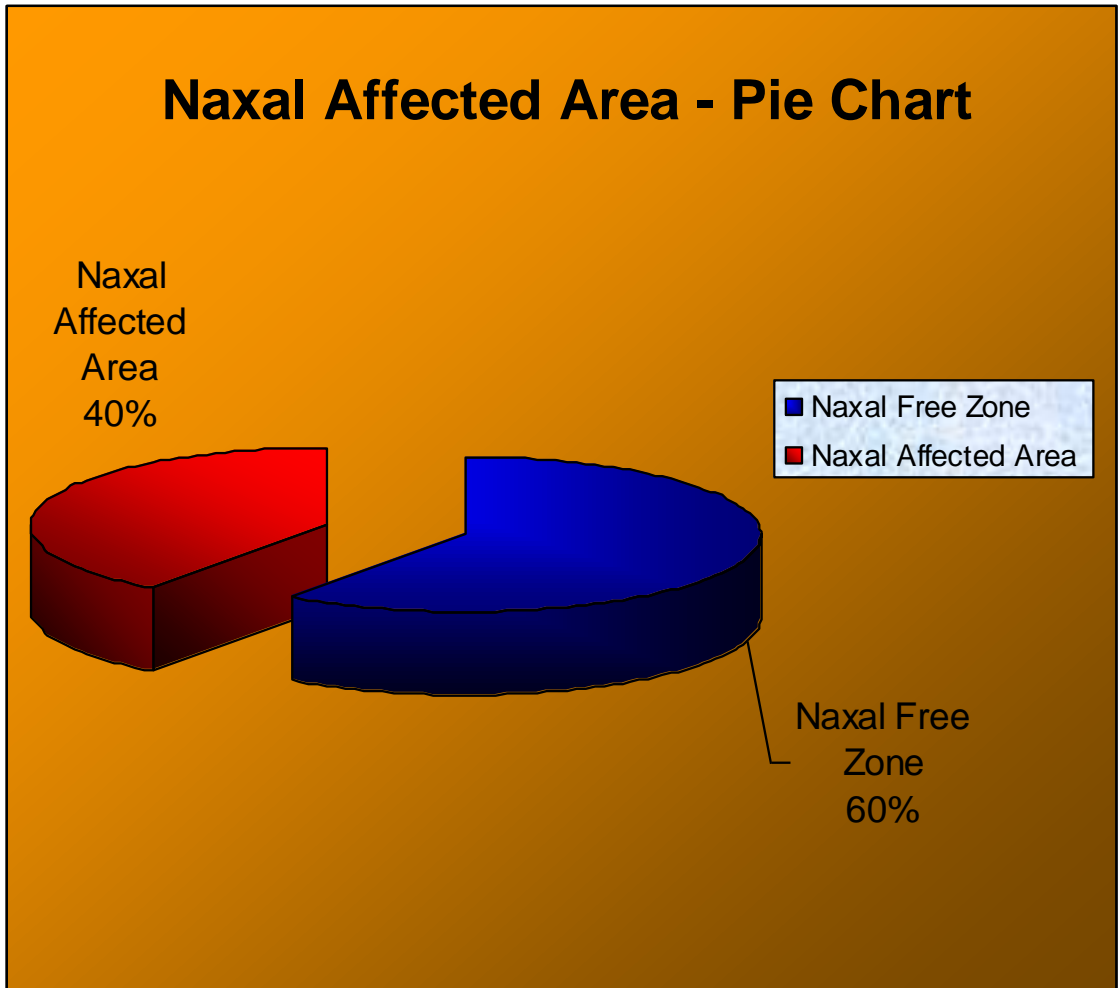 Naxal Affected Area - Pie Chart
Naxal
Affected
Area
40%
Naxal Free Zone
Naxal Affected Area
Naxal Free
Zone
60%